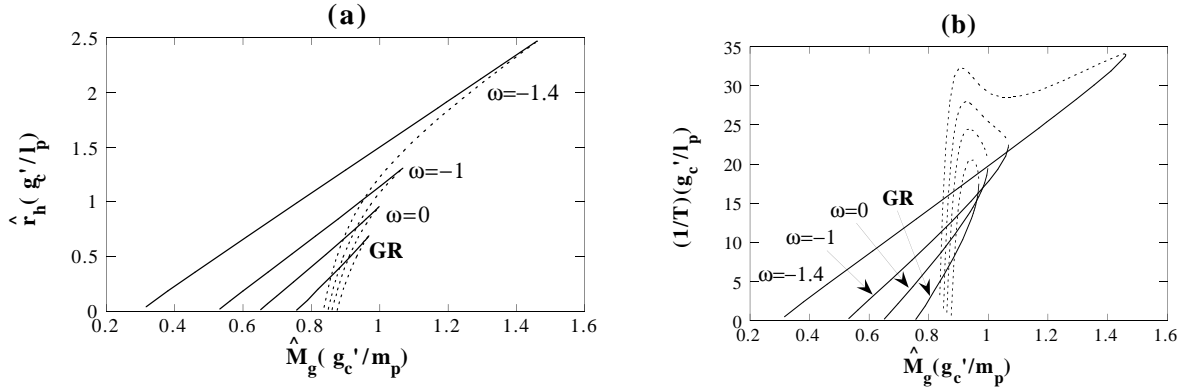 (a)
2.5
2
1.5
1
0.5
0
0.2 0.4 0.6 0.8 1 1.2 1.4 1.6
r̂h( gc'/lp)
M̂g( gc'/mp)
ω=−1.4
ω=−1
ω=0
GR
(b)
35
30
25
20
15
10
5
0
0.2 0.4 0.6 0.8 1 1.2 1.4 1.6
(1/T)(gc'/lp)
M̂g(gc'/mp)
GR
ω=0
ω=−1
ω=−1.4